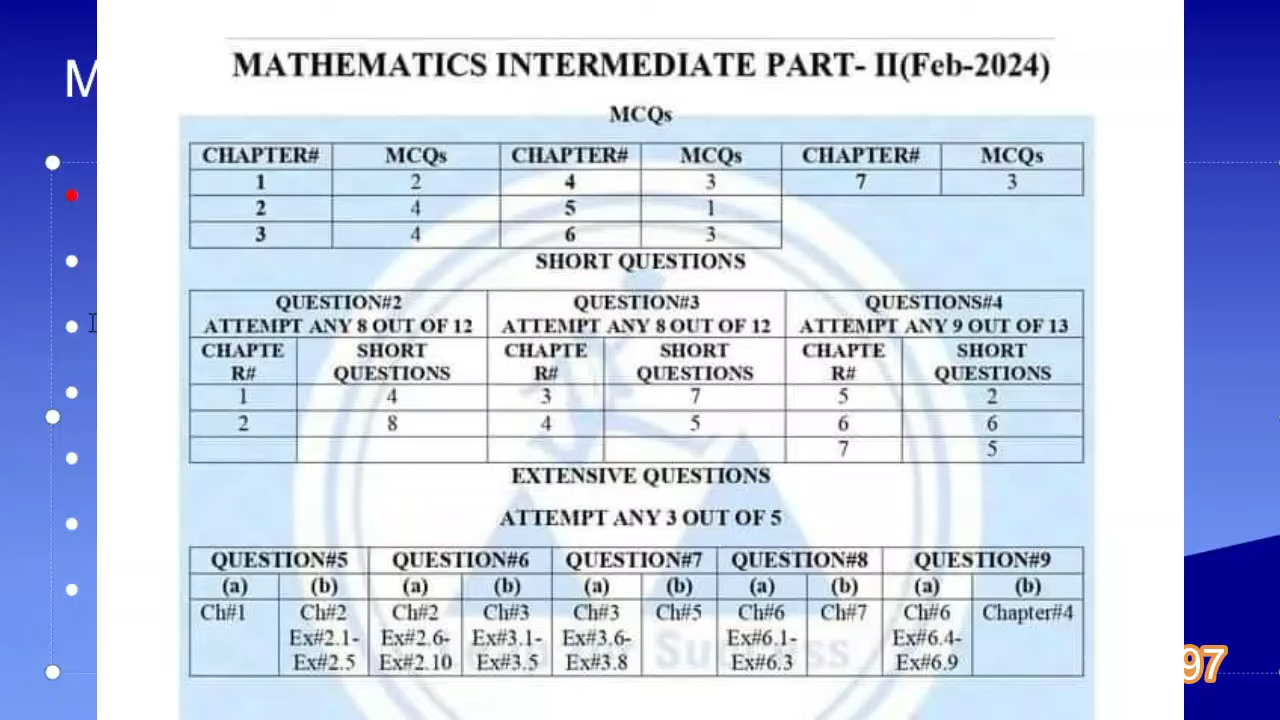 M
MATHEMATICS INTERMEDIATE PART- II(Feb-2024)
MCQs
CHAPTER# MCQs CHAPTER# MCQs CHAPTER# MCQs
1 2 4 3 7 3
2 4 5 1
3 4 6 3
SHORT QUESTIONS
QUESTION#2 QUESTION#3 QUESTIONS#4
ATTEMPT ANY 8 OUT OF 12 ATTEMPT ANY 8 OUT OF 12 ATTEMPT ANY 9 OUT OF 13
CHAPTE SHORT CHAPTE SHORT CHAPTE SHORT
R# QUESTIONS R# QUESTIONS R# QUESTIONS
1 4 3 7 5 2
2 8 4 5 6 6
7 5
EXTENSIVE QUESTIONS
ATTEMPT ANY 3 OUT OF 5
QUESTION#5 QUESTION#6 QUESTION#7 QUESTION#8 QUESTION#9
(a) (b) (a) (b) (a) (b) (a) (b) (a) (b)
Ch#1 Ch#2 Ch#2 Ch#3 Ch#3 Ch#5 Ch#6 Ch#7 Ch#6 Chapter#4
Ex#2.1- Ex#2.6- Ex#3.1- Ex#3.6- Ex#6.1- Ex#6.4-
Ex#2.5 Ex#2.10 Ex#3.5 Ex#3.8 Ex#6.3 Ex#6.9
97